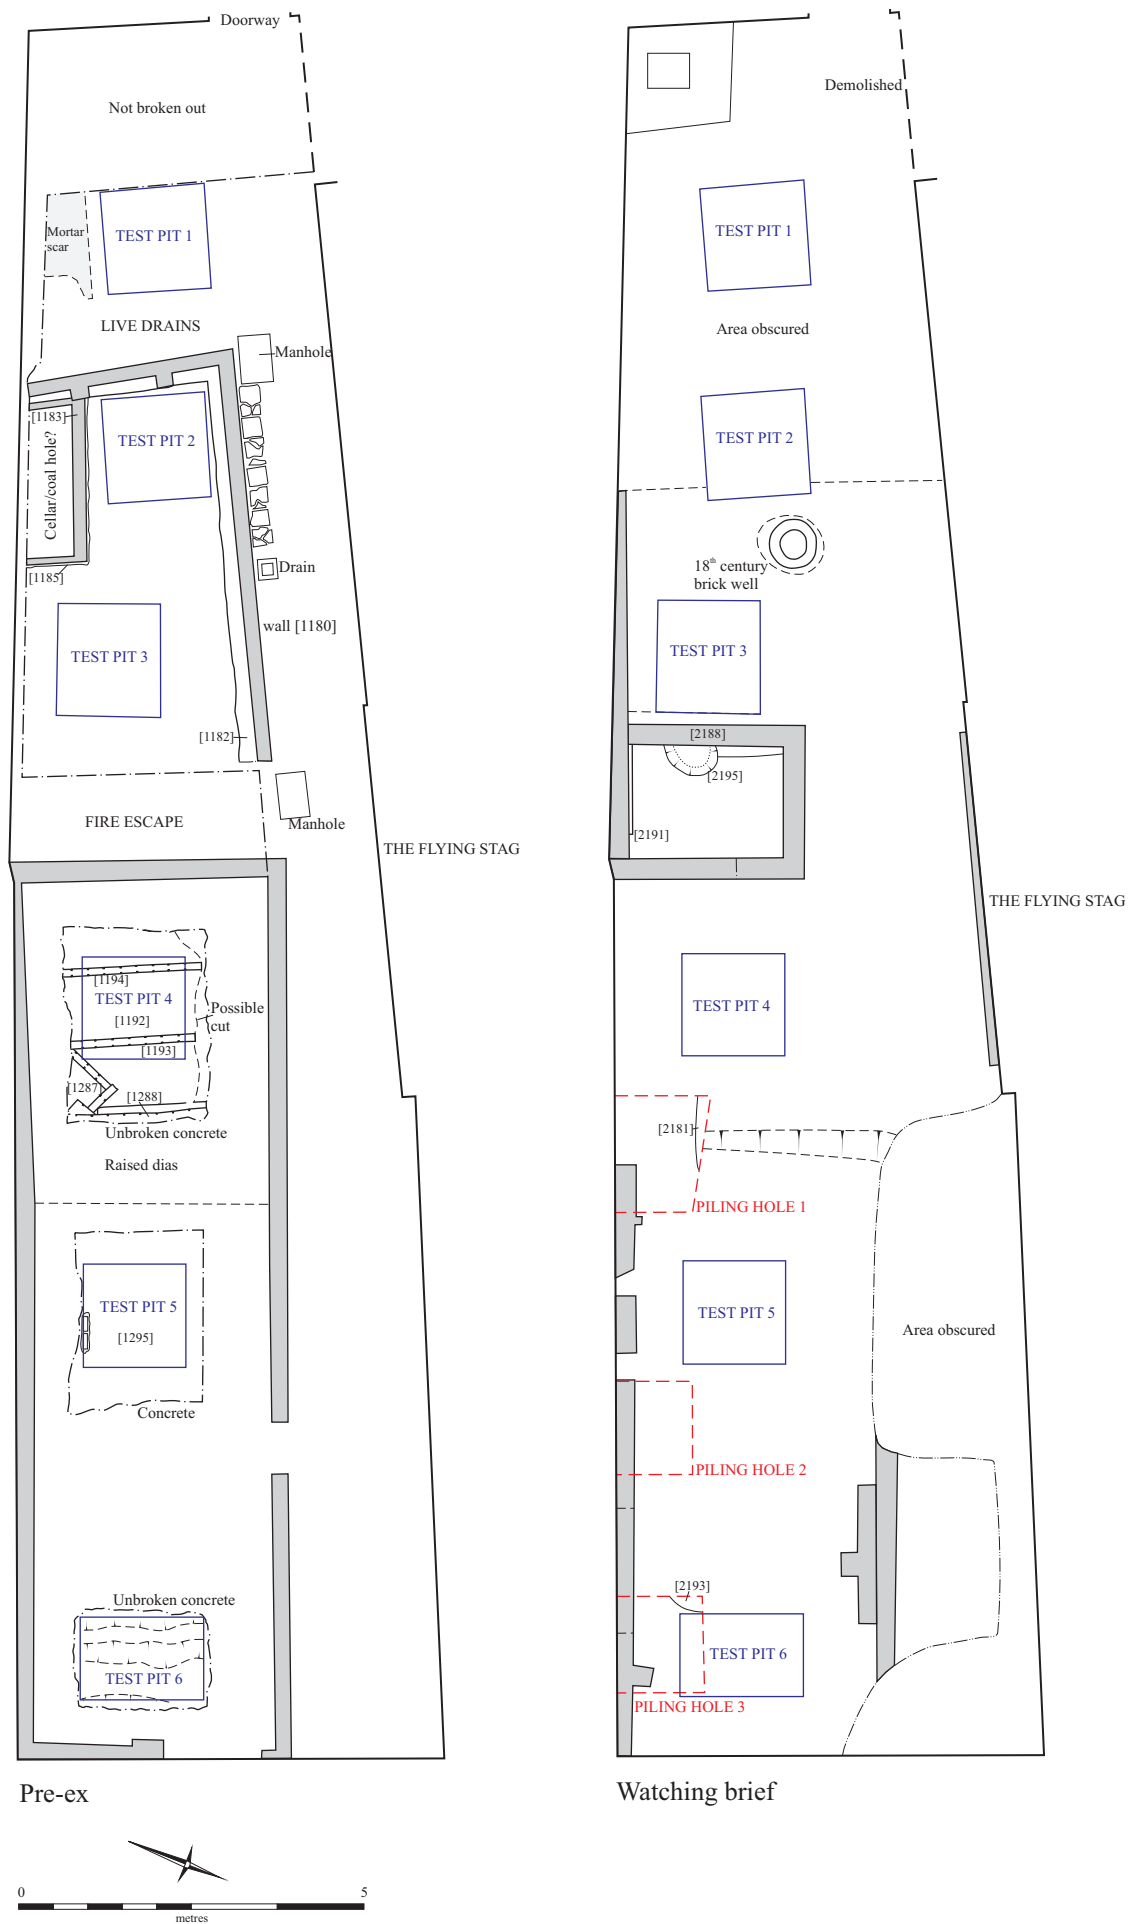 Doorway
Not broken out
Mortar
scar
TEST PIT 1
LIVE DRAINS
Manhole
[1183]
TEST PIT 2
Cellar/coal hole?
[1185]
Drain
wall [1180]
TEST PIT 3
[1182]
FIRE ESCAPE
Manhole
THE FLYING STAG
[1194]
TEST PIT 4
[1192]
Possible
cut
[1193]
[1287]
[1288]
Unbroken concrete
Raised dias
TEST PIT 5
[1295]
Concrete
Unbroken concrete
TEST PIT 6
Pre-ex
Demolished
TEST PIT 1
Area obscured
TEST PIT 2
18th century
brick well
TEST PIT 3
[2188]
[2195]
[2191]
THE FLYING STAG
TEST PIT 4
[2181]
PILING HOLE 1
TEST PIT 5
Area obscured
PILING HOLE 2
[2193]
TEST PIT 6
PILING HOLE 3
Watching brief
0 5
metres